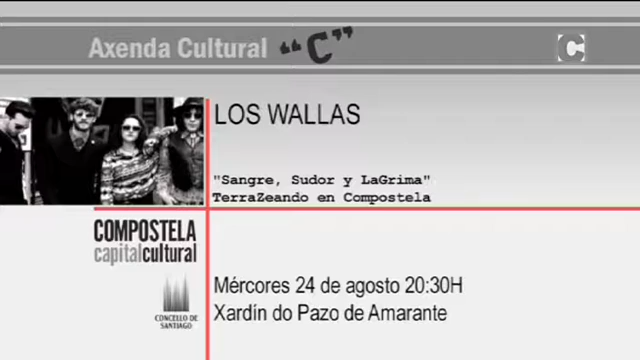 Axenda Cultural "C"
C
LOS WALLAS
"Sangre, Sudor y LaGrima"
TerraZeando en Compostela
COMPOSTELA
capitalcultural
CONCELLO DE
SANTIAGO
Mércores 24 de agosto 20:30H
Xardín do Pazo de Amarante